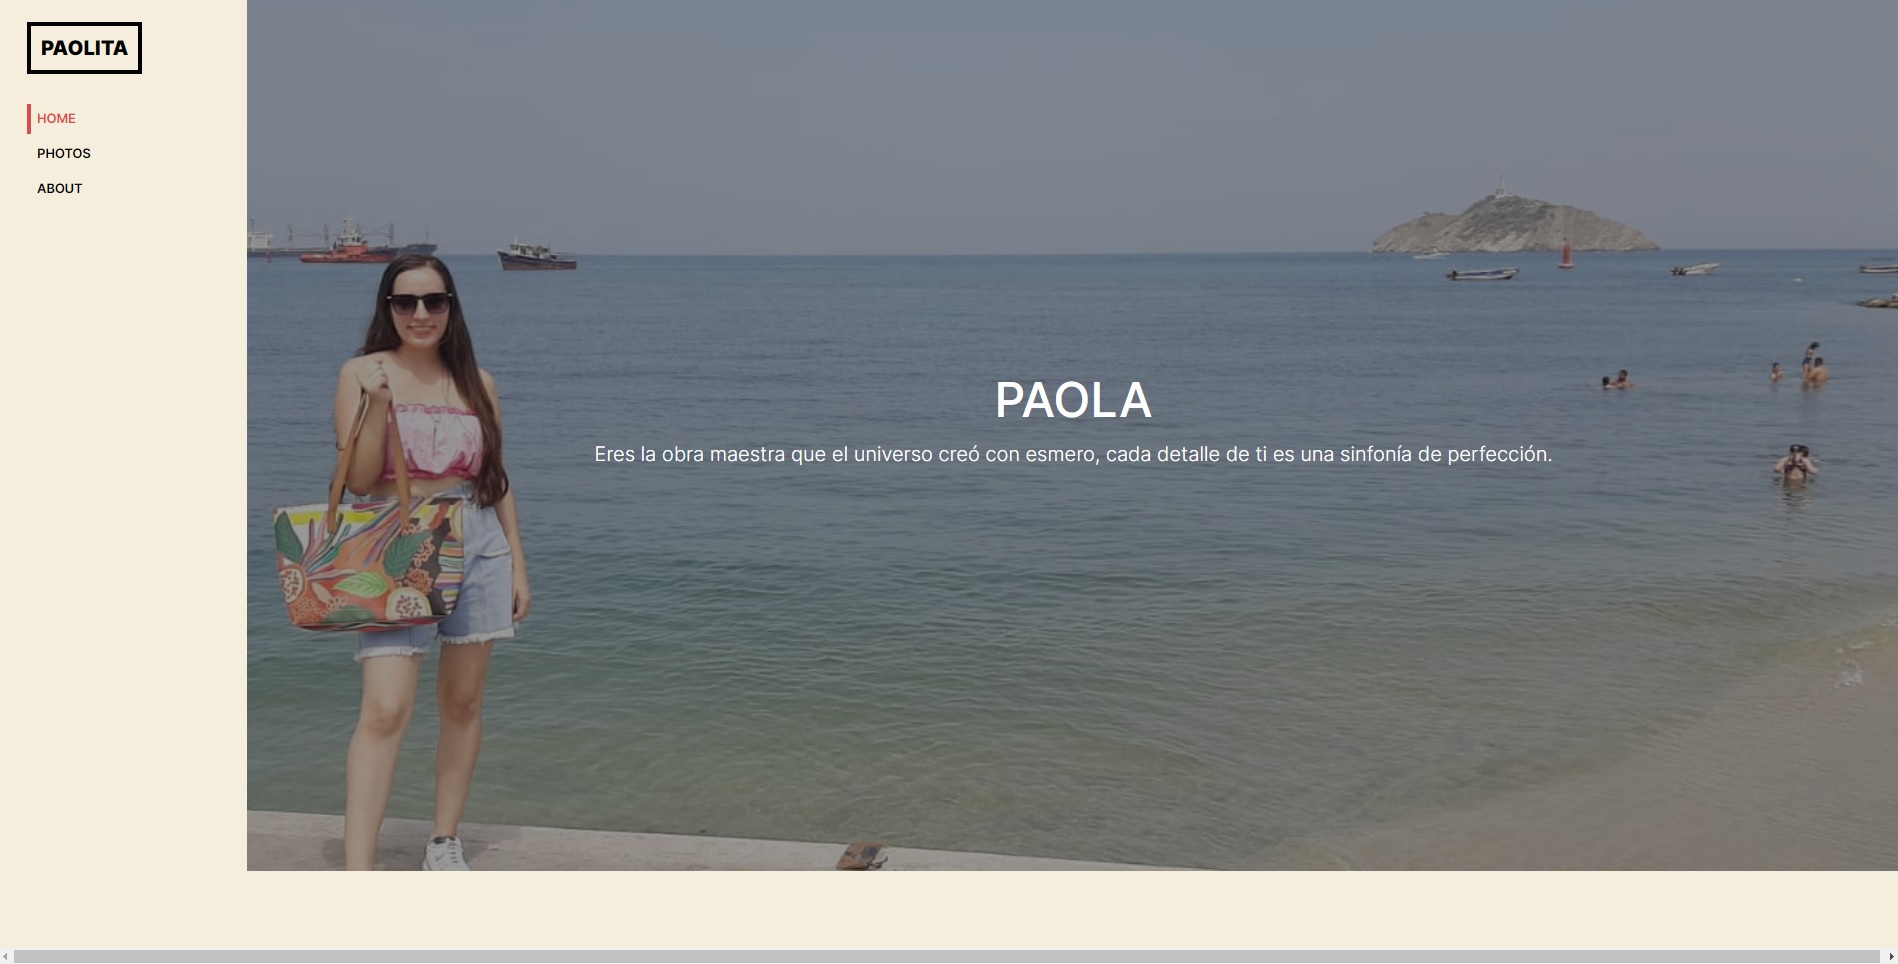 PAOLITA
HOME
PHOTOS
ABOUT
PAOLA
Eres la obra maestra que el universo creó con esmero, cada detalle de ti es una sinfonía de perfección.